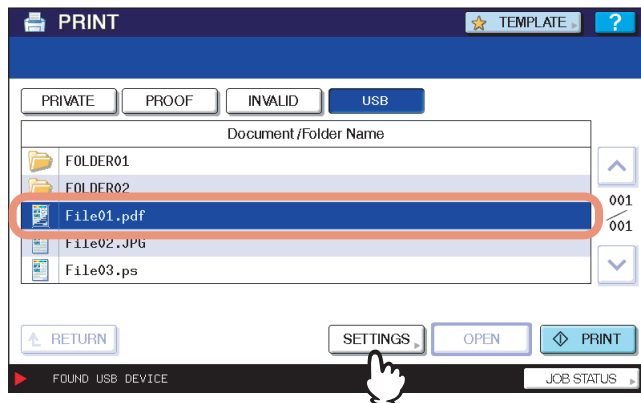 PRINT
TEMPLATE
?
PRIVATE
PROOF
INVALID
USB
Document /Folder Name
FOLDER01
FOLDER02
File01.pdf
File02.JPG
File03.ps
001
001
RETURN
SETTINGS
OPEN
PRINT
FOUND USB DEVICE
JOB STATUS